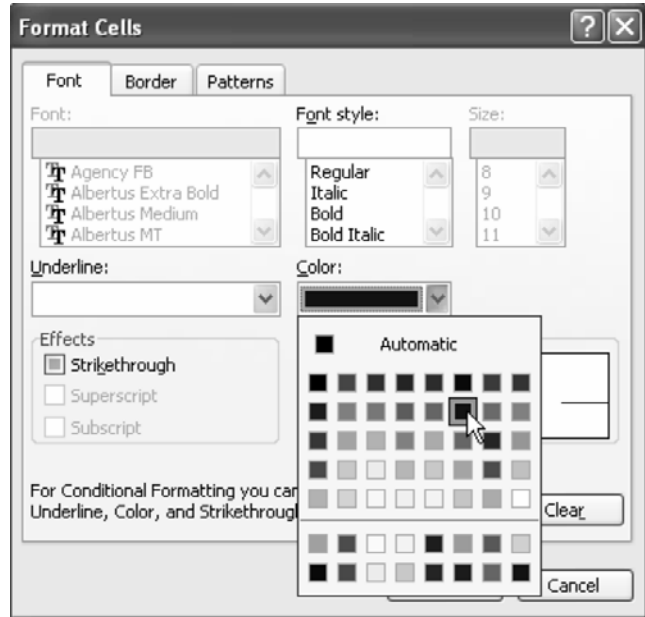 Format Cells
Font Border Patterns
Font: Font style: Size:
Agency FB Regular 8
Albertus Extra Bold Italic 9
Albertus Medium Bold 10
Albertus MT Bold Italic 11
Underline: Color:
Effects
Automatic
Strikethrough
Superscript
Subscript
For Conditional Formatting you can
Underline, Color, and Strikethroug
Clear
Cancel